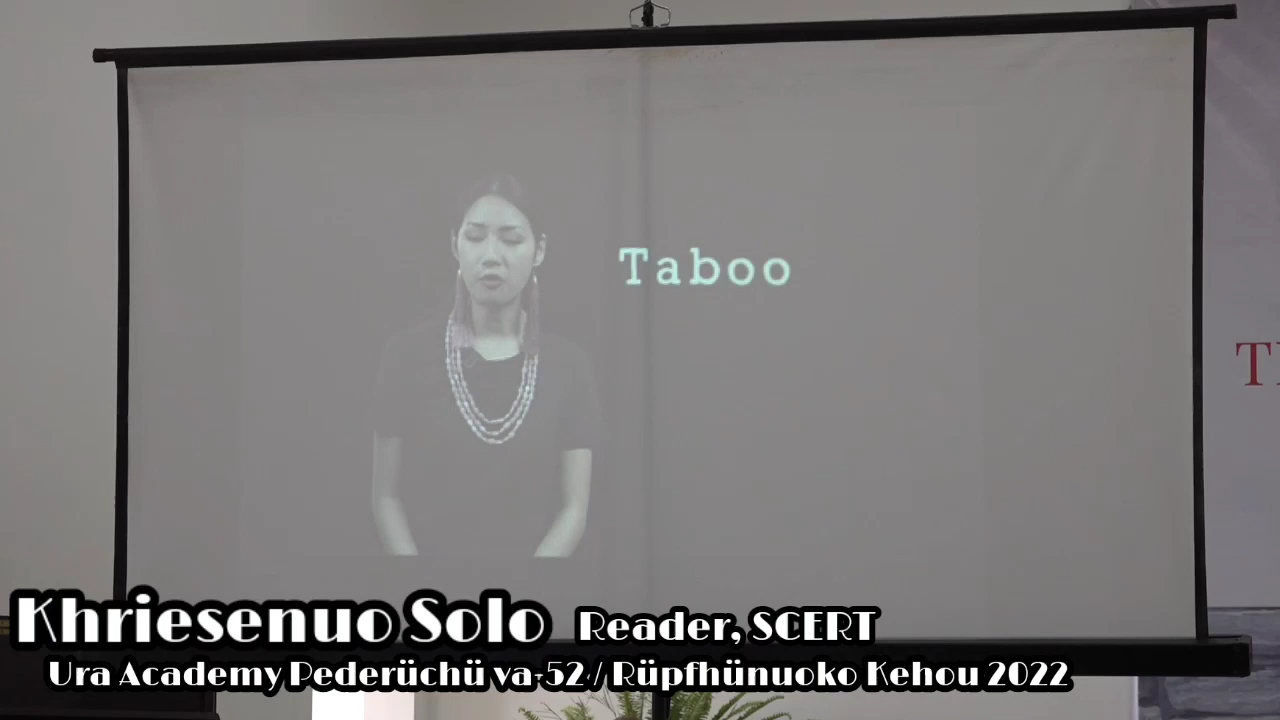 Taboo
Khriesenuo Solo Reader, SCERT
Ura Academy Pederüchü va-52 / Rüpfhünuoko Kehou 2022